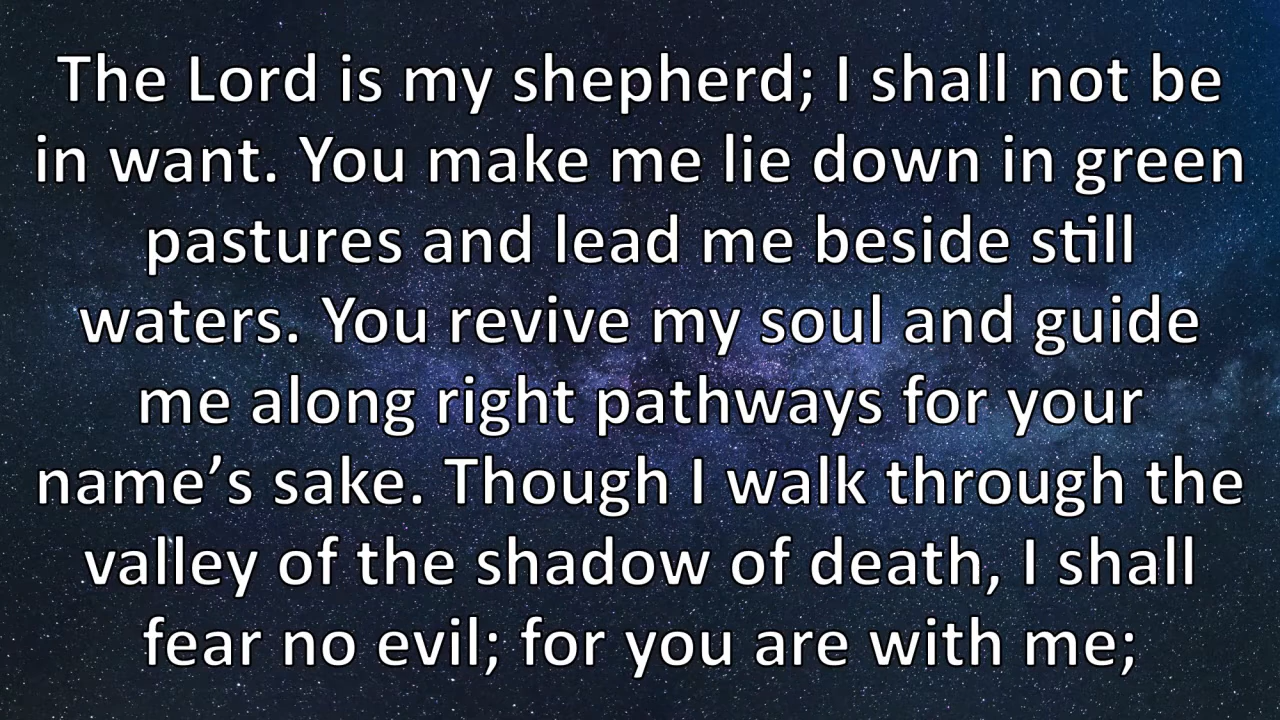 The Lord is my shepherd; I shall not be
in want. You make me lie down in green
pastures and lead me beside still
waters. You revive my soul and guide
me along right pathways for your
name’s sake. Though I walk through the
valley of the shadow of death, I shall
fear no evil; for you are with me;